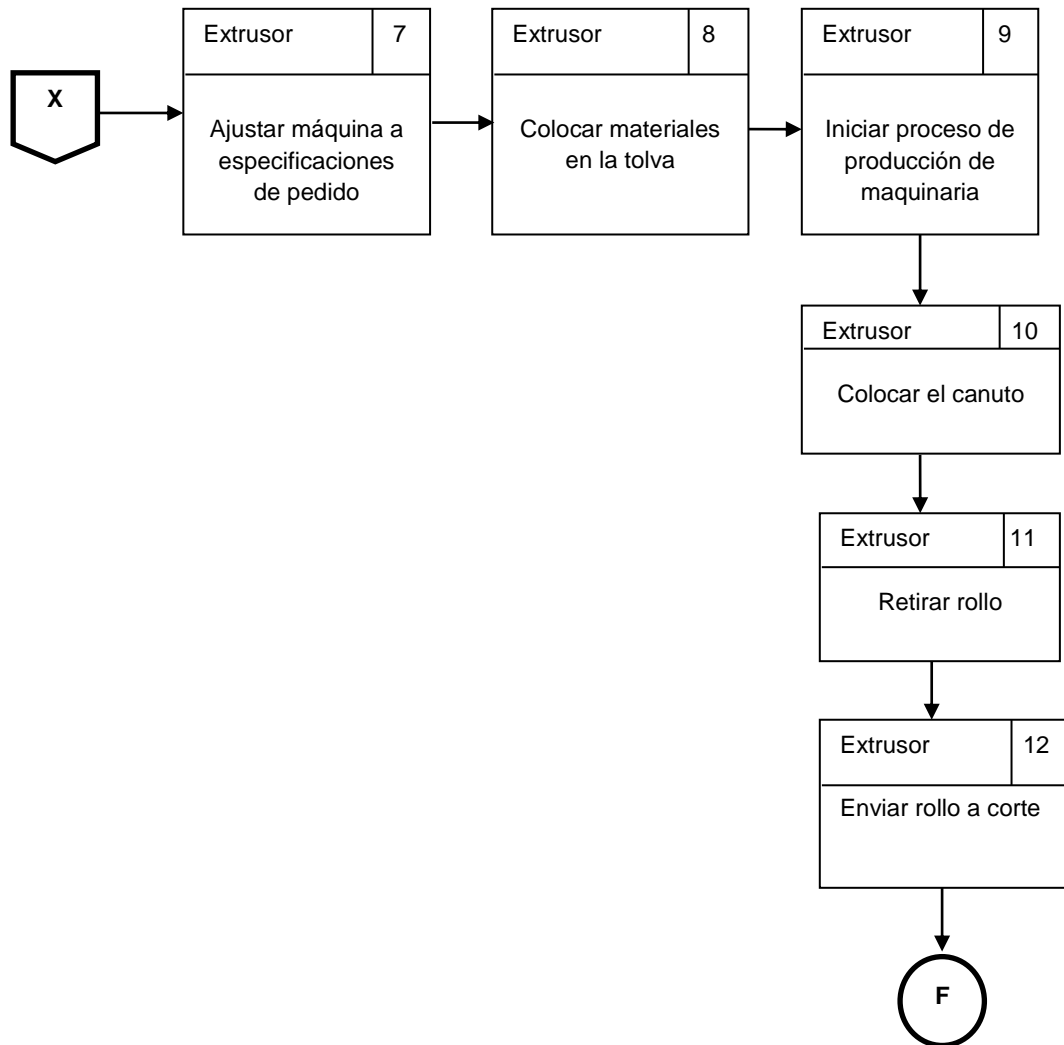 X
Extrusor 7
Ajustar máquina a
especificaciones
de pedido
Extrusor 8
Colocar materiales
en la tolva
Extrusor 9
Iniciar proceso de
producción de
maquinaria
Extrusor 10
Colocar el canuto
Extrusor 11
Retirar rollo
Extrusor 12
Enviar rollo a corte
F